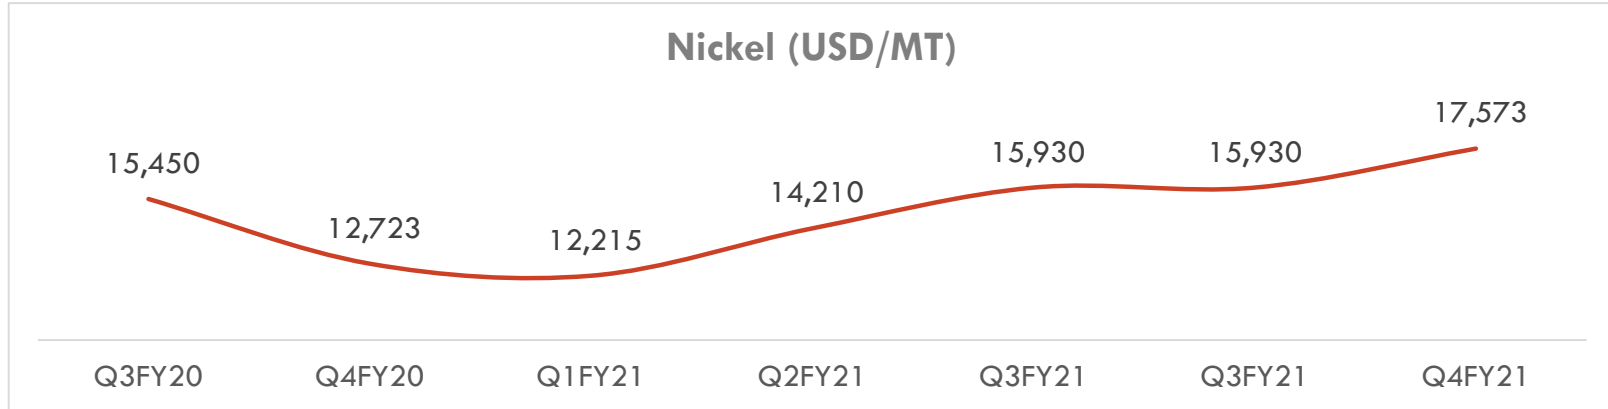 Nickel (USD/MT)
15,450
12,723
12,215
14,210
15,930
15,930
17,573
Q3FY20
Q4FY20
Q1FY21
Q2FY21
Q3FY21
Q3FY21
Q4FY21